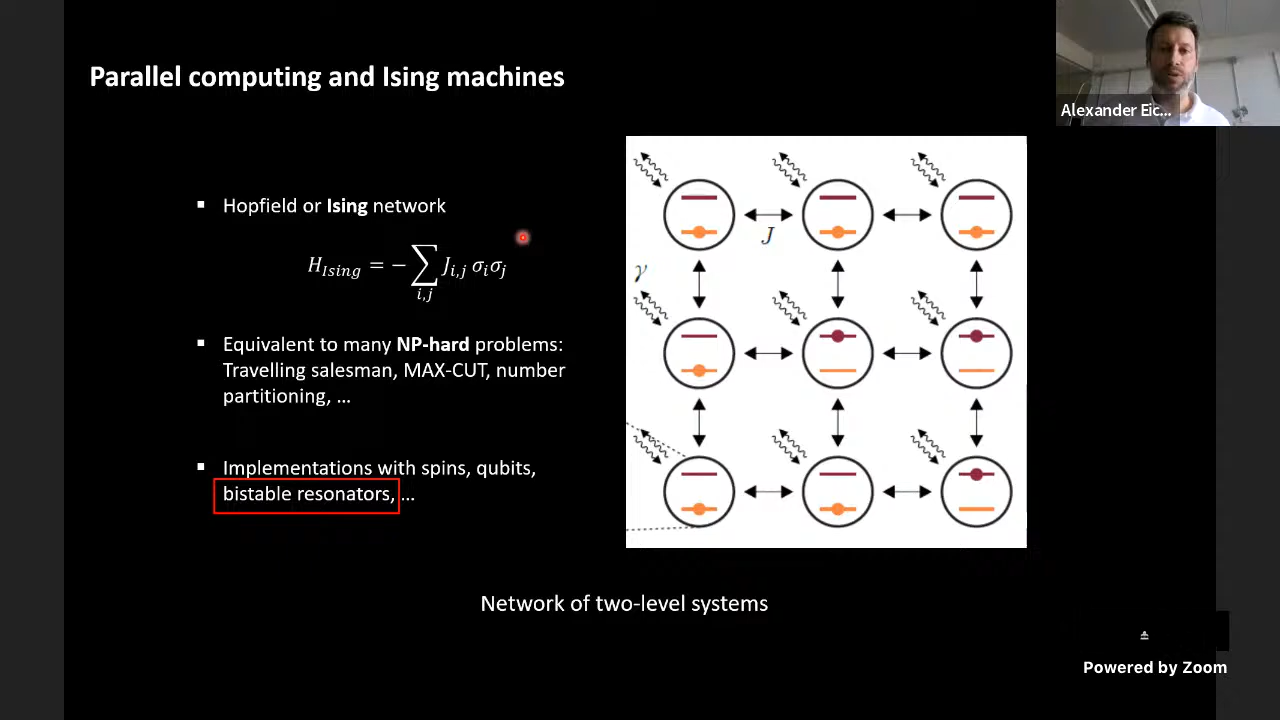 Parallel computing and Ising machines
Alexander Eic...
▪ Hopfield or Ising network
H_Ising = − ∑_{i,j} J_{i,j} σ_i σ_j
▪ Equivalent to many NP-hard problems:
Travelling salesman, MAX-CUT, number
partitioning, ...
▪ Implementations with spins, qubits,
bistable resonators, ...
J
γ
Network of two-level systems
Powered by Zoom